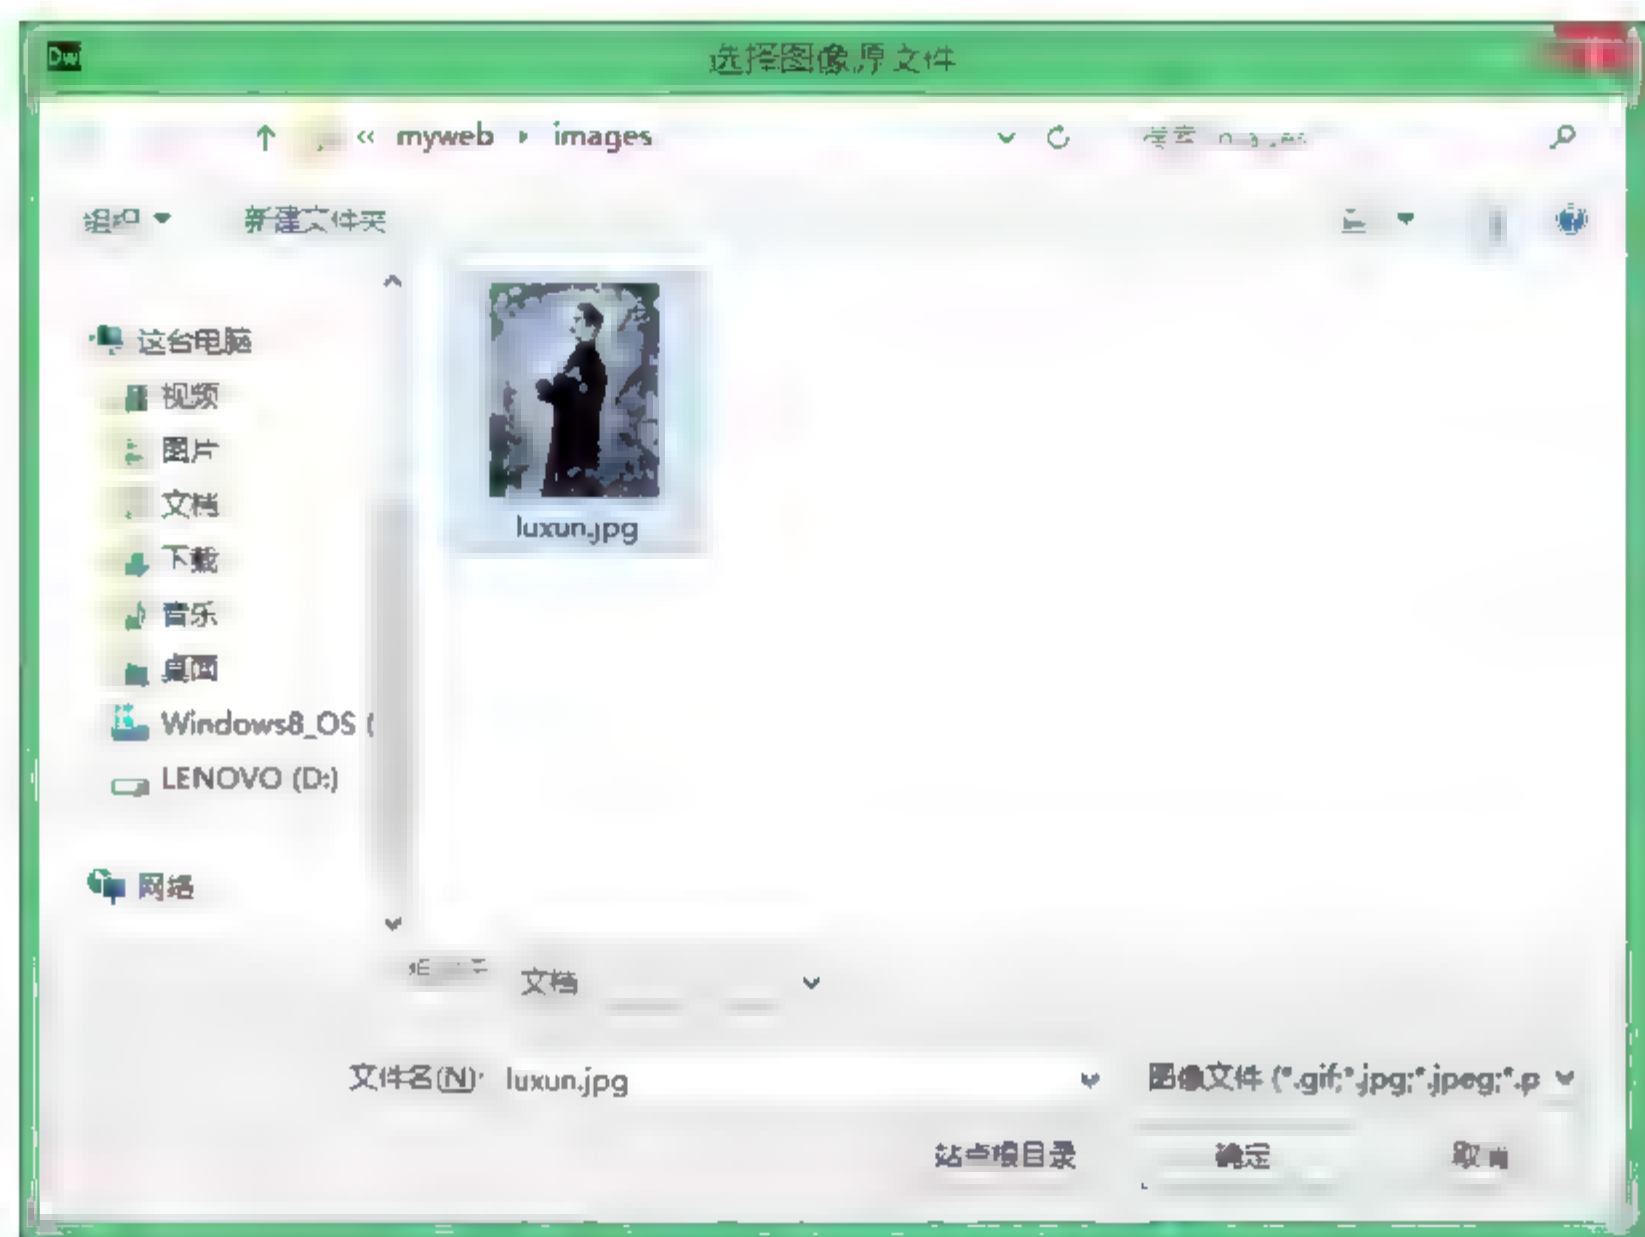 Dw
选择图像原文件
« myweb images
搜索
组织
新建文件夹
这台电脑
视频
图片
文档
下载
音乐
桌面
Windows8_OS (
LENOVO (D:)
网络
luxun.jpg
文档
文件名(N): luxun.jpg
图像文件 (*.gif;*.jpg;*.jpeg;*.p
站点根目录
确定
取消